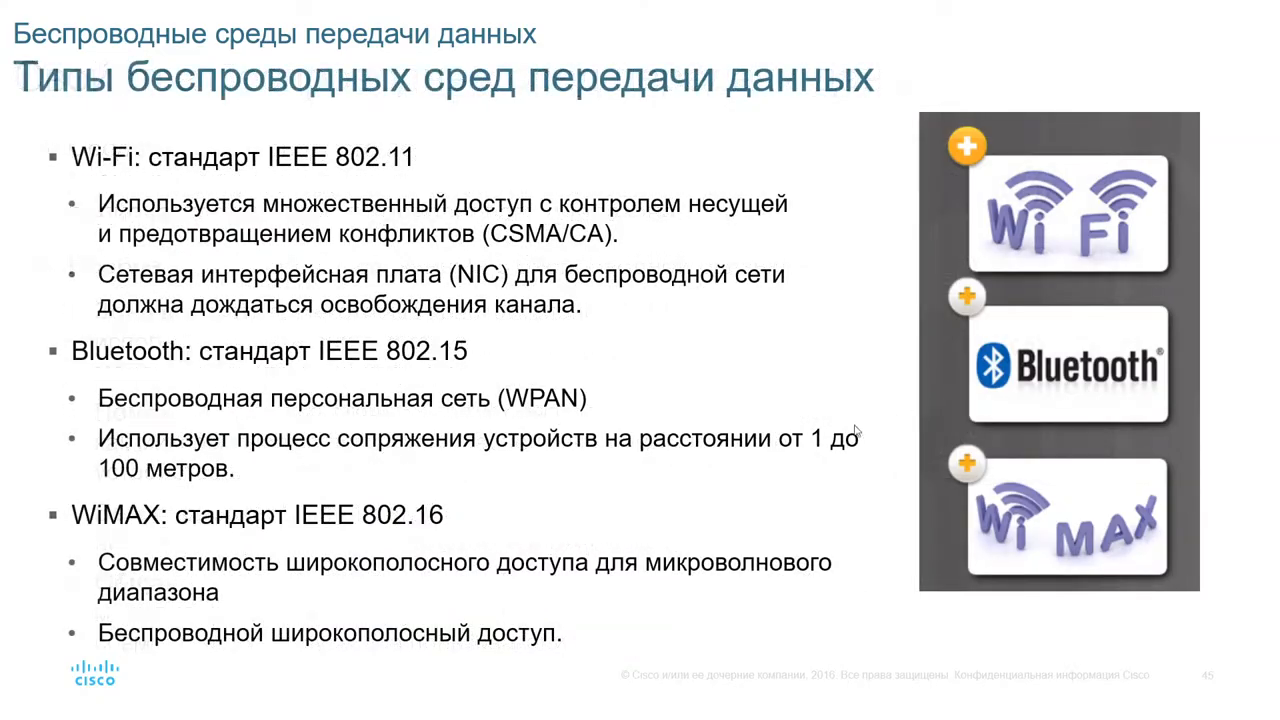 Беспроводные среды передачи данных
Типы беспроводных сред передачи данных
▪ Wi-Fi: стандарт IEEE 802.11
• Используется множественный доступ с контролем несущей
и предотвращением конфликтов (CSMA/CA).
• Сетевая интерфейсная плата (NIC) для беспроводной сети
должна дождаться освобождения канала.
▪ Bluetooth: стандарт IEEE 802.15
• Беспроводная персональная сеть (WPAN)
• Использует процесс сопряжения устройств на расстоянии от 1 до
100 метров.
▪ WiMAX: стандарт IEEE 802.16
• Совместимость широкополосного доступа для микроволнового
диапазона
• Беспроводной широкополосный доступ.
Wi Fi
Bluetooth®
Wi MAX
CISCO
© Cisco и/или ее дочерние компании, 2016. Все права защищены. Конфиденциальная информация Cisco
45